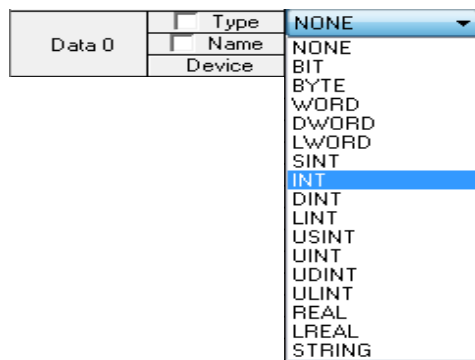 Data 0
Type
Name
Device
NONE
NONE
BIT
BYTE
WORD
DWORD
LWORD
SINT
INT
DINT
LINT
USINT
UINT
UDINT
ULINT
REAL
LREAL
STRING